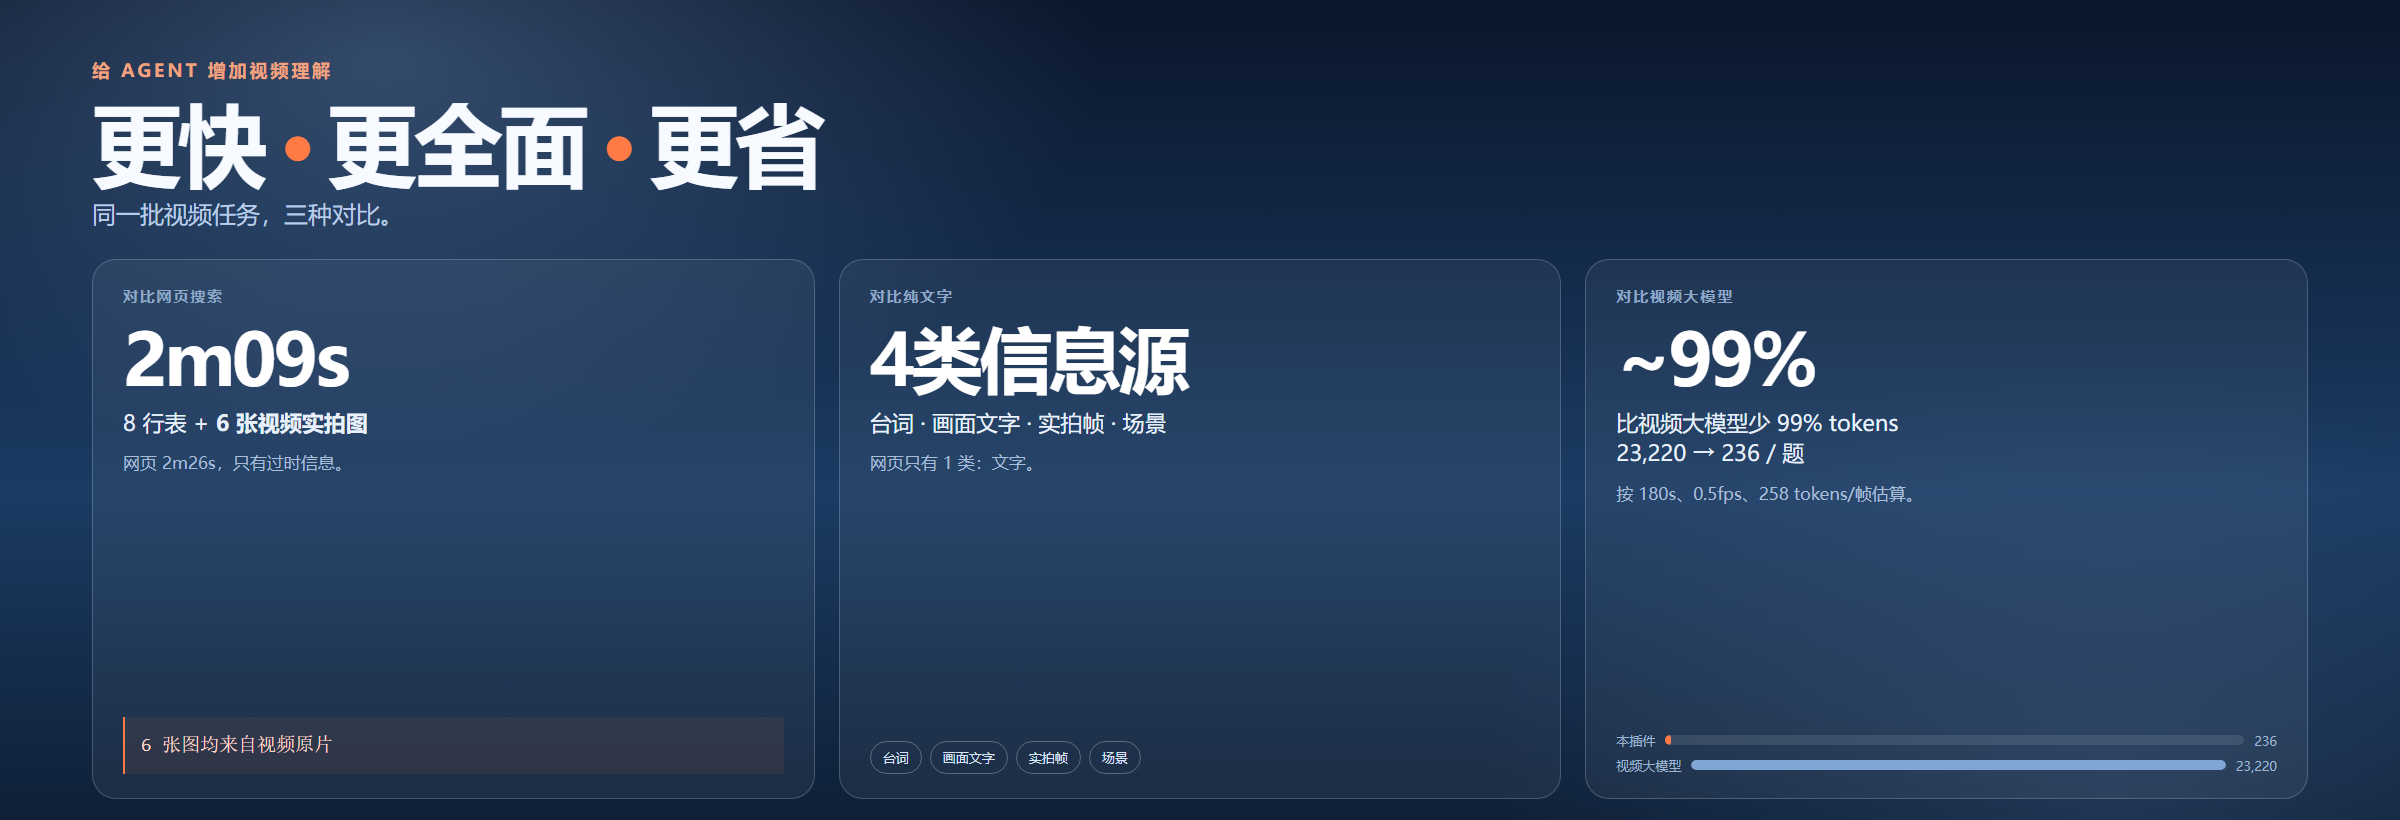 给 AGENT 增加视频理解
更快·更全面·更省
同一批视频任务，三种对比。
对比网页搜索
2m09s
8 行表 + 6 张视频实拍图
网页 2m26s，只有过时信息。
6 张图均来自视频原片
对比纯文字
4类信息源
台词 · 画面文字 · 实拍帧 · 场景
网页只有 1 类：文字。
台词 画面文字 实拍帧 场景
对比视频大模型
~99%
比视频大模型少 99% tokens
23,220 → 236 / 题
按 180s、0.5fps、258 tokens/帧估算。
本插件 236
视频大模型 23,220